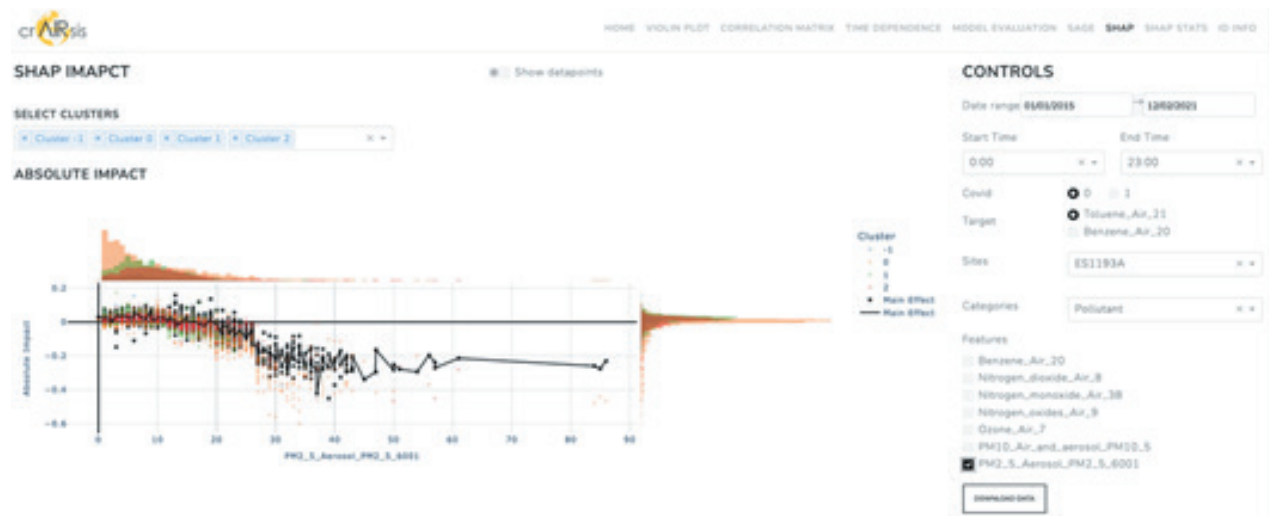 crAIRsis
HOME VIOLIN PLOT CORRELATION MATRIX TIME DEPENDENCE MODEL EVALUATION SAGE SHAP SHAP STATS IO INFO
SHAP IMAPCT
Show datapoints
SELECT CLUSTERS
× Cluster -1 × Cluster 0 × Cluster 1 × Cluster 2 ×
ABSOLUTE IMPACT
Cluster
-1
0
1
2
Main Effect
Main Effect
Absolute Impact
0.2
0
−0.2
−0.4
−0.6
0 10 20 30 40 50 60 70 80 90
PM2_5_Aerosol_PM2_5_6001
CONTROLS
Date range 01/01/2015 → 12/02/2021
Start Time End Time
0:00 × 23:00 ×
Covid 0 1
Target Toluene_Air_21
Benzene_Air_20
Sites ES1193A ×
Categories Pollutant ×
Features
Benzene_Air_20
Nitrogen_dioxide_Air_8
Nitrogen_monoxide_Air_38
Nitrogen_oxides_Air_9
Ozone_Air_7
PM10_Air_and_aerosol_PM10_5
PM2_5_Aerosol_PM2_5_6001
DOWNLOAD DATA